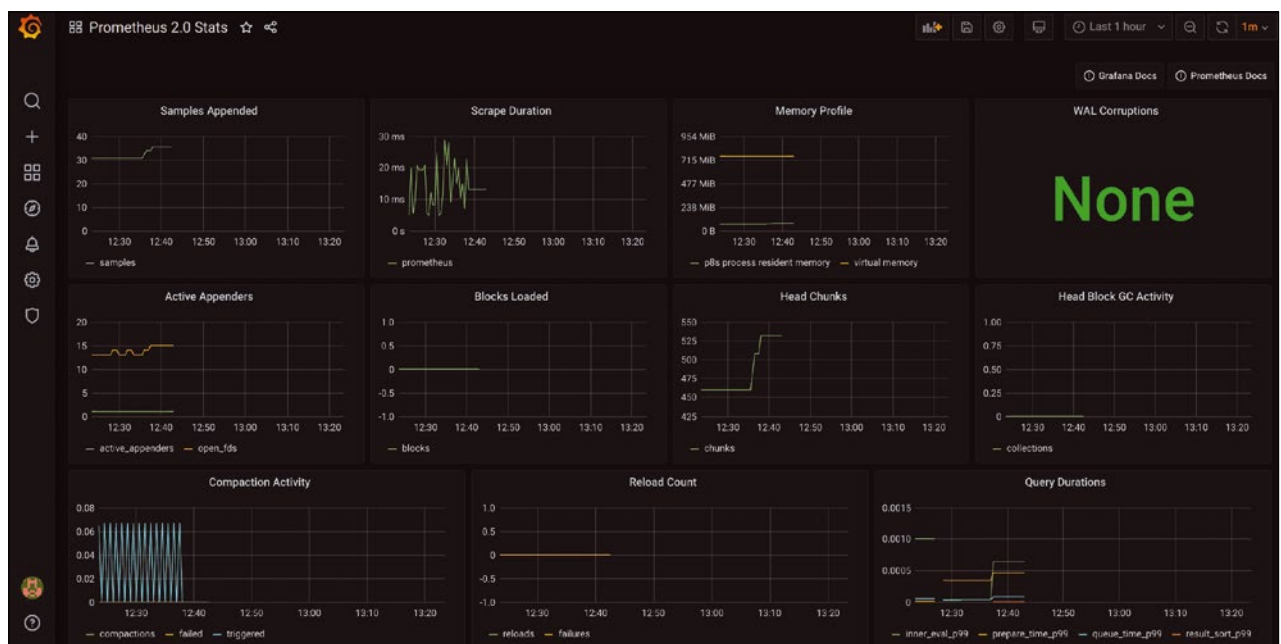 Prometheus 2.0 Stats
Last 1 hour
1m
Grafana Docs
Prometheus Docs
Samples Appended
40
30
20
10
0
12:30 12:40 12:50 13:00 13:10 13:20
samples
Scrape Duration
30 ms
20 ms
10 ms
0 s
12:30 12:40 12:50 13:00 13:10 13:20
prometheus
Memory Profile
954 MiB
715 MiB
477 MiB
238 MiB
0 B
12:30 12:40 12:50 13:00 13:10 13:20
p8s process resident memory virtual memory
WAL Corruptions
None
Active Appenders
20
15
10
5
0
12:30 12:40 12:50 13:00 13:10 13:20
active_appenders open_fds
Blocks Loaded
1.0
0.5
0
-0.5
-1.0
12:30 12:40 12:50 13:00 13:10 13:20
blocks
Head Chunks
550
525
500
475
450
425
12:30 12:40 12:50 13:00 13:10 13:20
chunks
Head Block GC Activity
1.00
0.75
0.50
0.25
0
12:30 12:40 12:50 13:00 13:10 13:20
collections
Compaction Activity
0.08
0.06
0.04
0.02
0
12:30 12:40 12:50 13:00 13:10 13:20
compactions failed triggered
Reload Count
1.0
0.5
0
-0.5
-1.0
12:30 12:40 12:50 13:00 13:10 13:20
reloads failures
Query Durations
0.0015
0.0010
0.0005
0
12:30 12:40 12:50 13:00 13:10 13:20
inner_eval_p99 prepare_time_p99 queue_time_p99 result_sort_p99